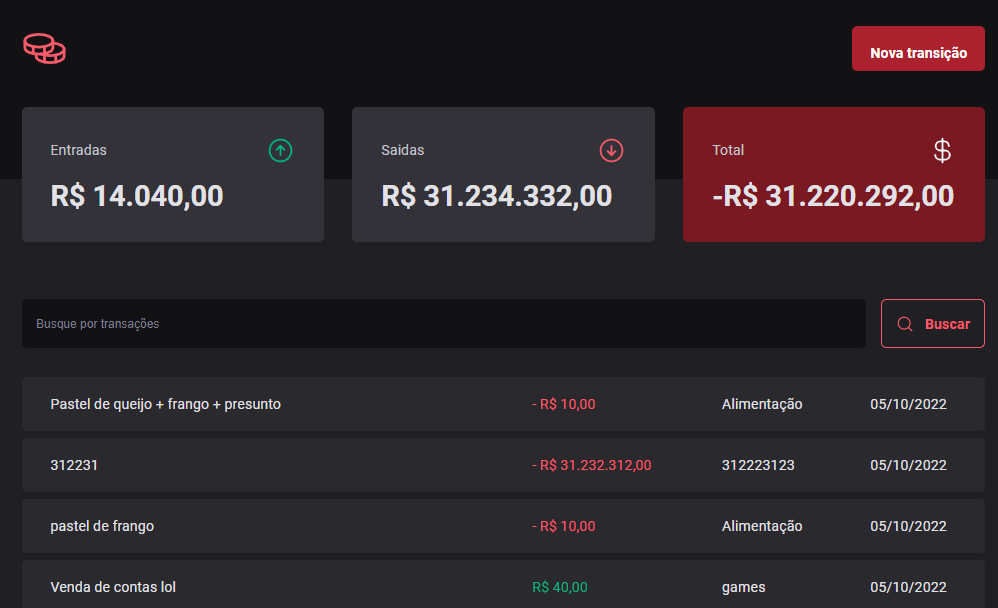 Nova transição
Entradas
R$ 14.040,00
Saidas
R$ 31.234.332,00
Total
-R$ 31.220.292,00
Busque por transações
Buscar
Pastel de queijo + frango + presunto - R$ 10,00 Alimentação 05/10/2022
312231 - R$ 31.232.312,00 312223123 05/10/2022
pastel de frango - R$ 10,00 Alimentação 05/10/2022
Venda de contas lol R$ 40,00 games 05/10/2022